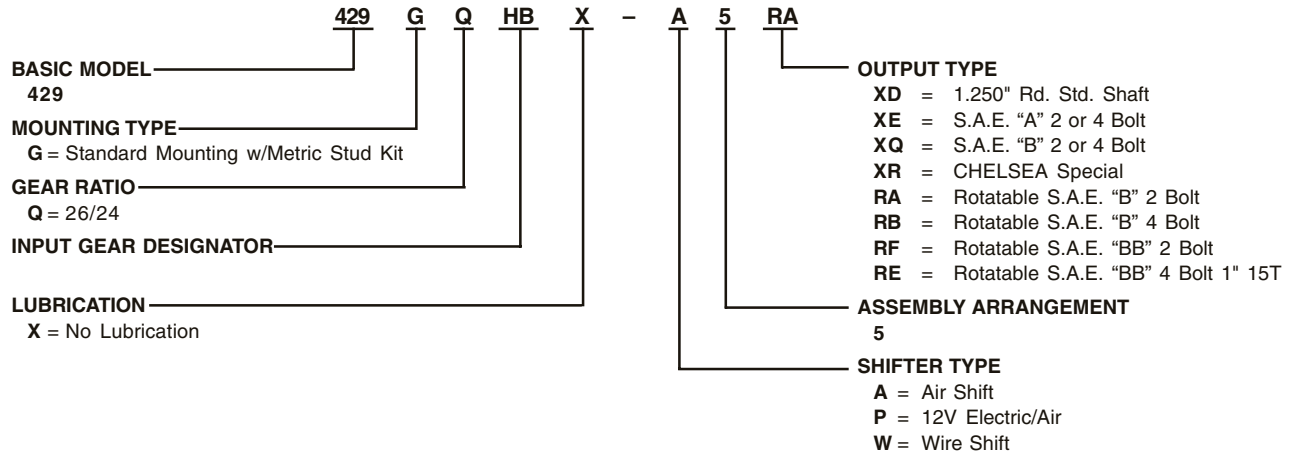 429 G Q HB X – A 5 RA
BASIC MODEL
429
MOUNTING TYPE
G = Standard Mounting w/Metric Stud Kit
GEAR RATIO
Q = 26/24
INPUT GEAR DESIGNATOR
LUBRICATION
X = No Lubrication
OUTPUT TYPE
XD = 1.250" Rd. Std. Shaft
XE = S.A.E. “A” 2 or 4 Bolt
XQ = S.A.E. “B” 2 or 4 Bolt
XR = CHELSEA Special
RA = Rotatable S.A.E. “B” 2 Bolt
RB = Rotatable S.A.E. “B” 4 Bolt
RF = Rotatable S.A.E. “BB” 2 Bolt
RE = Rotatable S.A.E. “BB” 4 Bolt 1" 15T
ASSEMBLY ARRANGEMENT
5
SHIFTER TYPE
A = Air Shift
P = 12V Electric/Air
W = Wire Shift